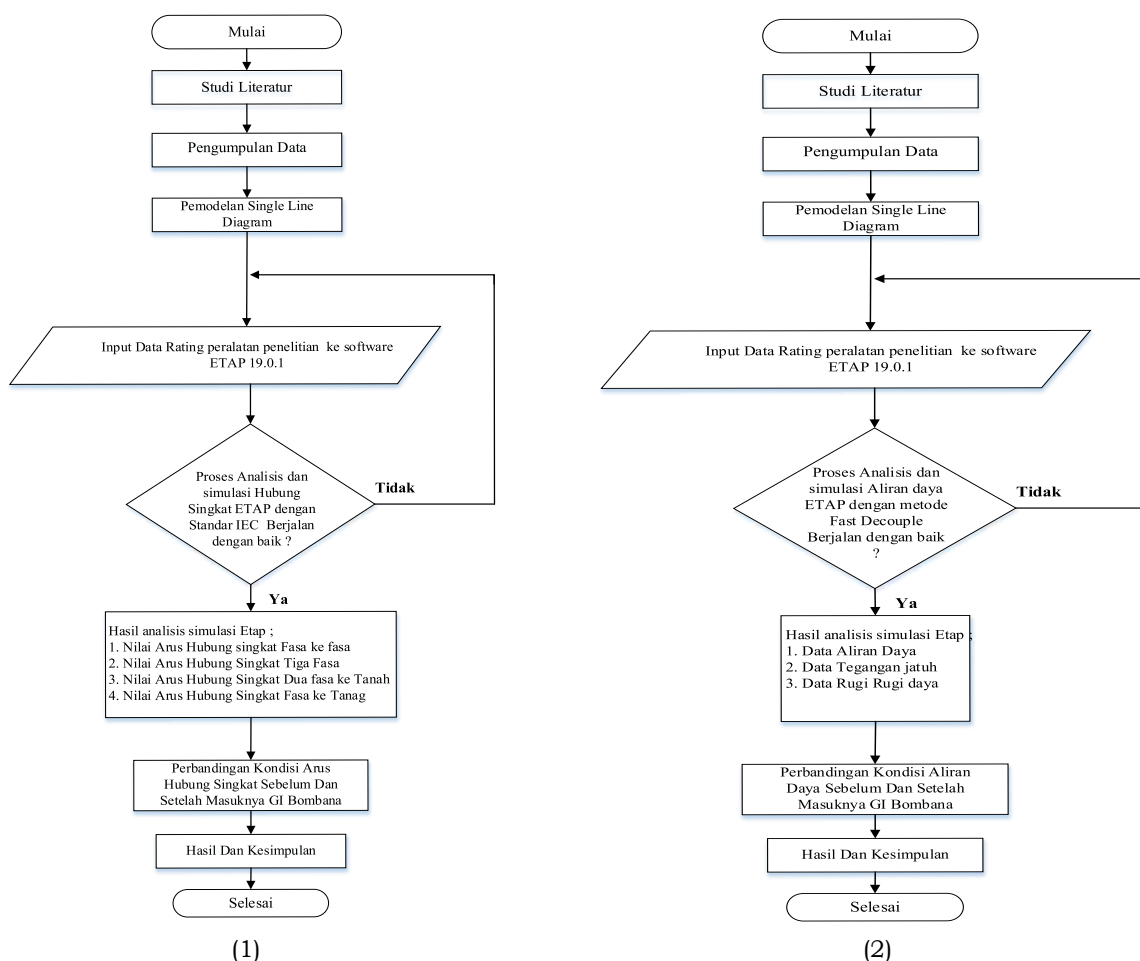 Mulai
Studi Literatur
Pengumpulan Data
Pemodelan Single Line
Diagram
Input Data Rating peralatan penelitian ke software
ETAP 19.0.1
Proses Analisis dan
simulasi Hubung
Singkat ETAP dengan
Standar IEC Berjalan
dengan baik ?
Tidak
Ya
Hasil analisis simulasi Etap ;
1. Nilai Arus Hubung singkat Fasa ke fasa
2. Nilai Arus Hubung Singkat Tiga Fasa
3. Nilai Arus Hubung Singkat Dua fasa ke Tanah
4. Nilai Arus Hubung Singkat Fasa ke Tanag
Perbandingan Kondisi Arus
Hubung Singkat Sebelum Dan
Setelah Masuknya GI Bombana
Hasil Dan Kesimpulan
Selesai
(1)
Mulai
Studi Literatur
Pengumpulan Data
Pemodelan Single Line
Diagram
Input Data Rating peralatan penelitian ke software
ETAP 19.0.1
Proses Analisis dan
simulasi Aliran daya
ETAP dengan metode
Fast Decouple
Berjalan dengan baik
?
Tidak
Ya
Hasil analisis simulasi Etap ;
1. Data Aliran Daya
2. Data Tegangan jatuh
3. Data Rugi Rugi daya
Perbandingan Kondisi Aliran
Daya Sebelum Dan Setelah
Masuknya GI Bombana
Hasil Dan Kesimpulan
Selesai
(2)